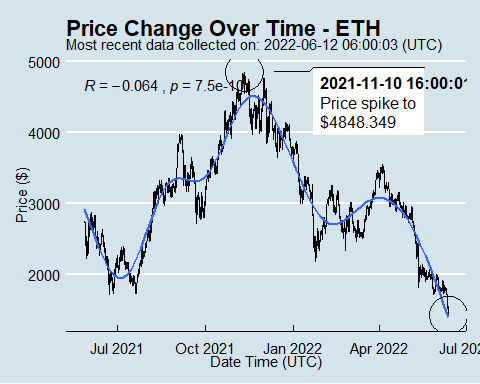 Price Change Over Time - ETH
Most recent data collected on: 2022-06-12 06:00:03 (UTC)
5000
R = −0.064 , p = 7.5e-1
2021-11-10 16:00:01
Price spike to
$4848.349
4000
3000
2000
Price ($)
Jul 2021
Oct 2021
Jan 2022
Apr 2022
Jul 202
Date Time (UTC)